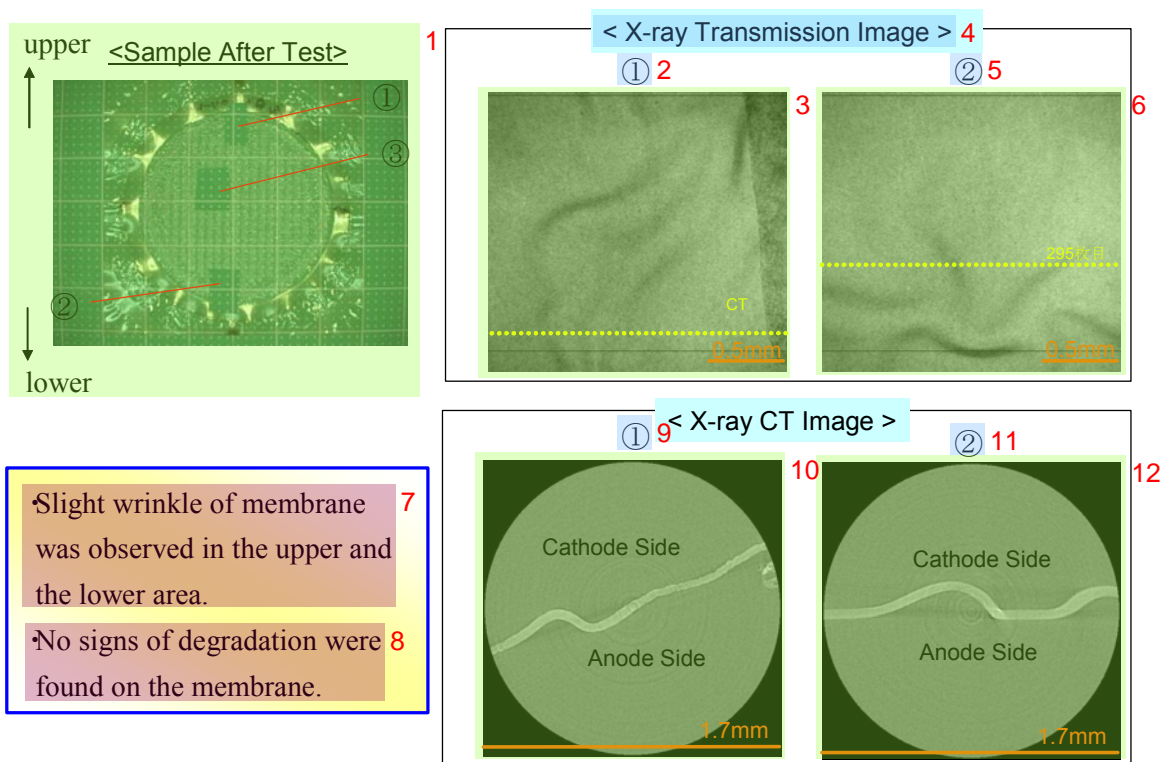 upper
<Sample After Test>
①
③
②
lower
1
< X-ray Transmission Image > 4
① 2
② 5
3
6
CT
0.5mm
295枚目
0.5mm
< X-ray CT Image >
① 9
② 11
10
12
Cathode Side
Anode Side
1.7mm
Cathode Side
Anode Side
1.7mm
·Slight wrinkle of membrane 7
was observed in the upper and
the lower area.
·No signs of degradation were 8
found on the membrane.